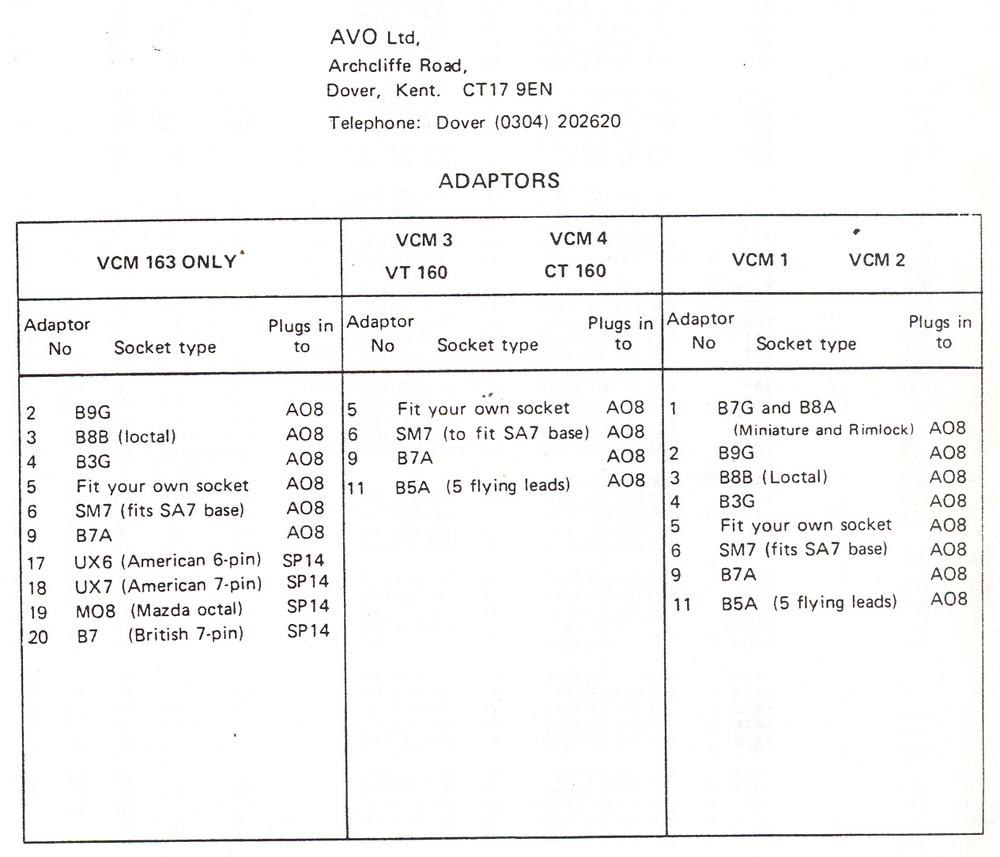 AVO Ltd,
Archcliffe Road,
Dover, Kent. CT17 9EN
Telephone: Dover (0304) 202620
ADAPTORS
VCM 163 ONLY
Adaptor No Socket type Plugs in to
2 B9G AO8
3 B8B (loctal) AO8
4 B3G AO8
5 Fit your own socket AO8
6 SM7 (fits SA7 base) AO8
9 B7A AO8
17 UX6 (American 6-pin) SP14
18 UX7 (American 7-pin) SP14
19 MO8 (Mazda octal) SP14
20 B7 (British 7-pin) SP14
VCM 3 VCM 4
VT 160 CT 160
Adaptor No Socket type Plugs in to
5 Fit your own socket AO8
6 SM7 (to fit SA7 base) AO8
9 B7A AO8
11 B5A (5 flying leads) AO8
VCM 1 VCM 2
Adaptor No Socket type Plugs in to
1 B7G and B8A
(Miniature and Rimlock) AO8
2 B9G AO8
3 B8B (Loctal) AO8
4 B3G AO8
5 Fit your own socket AO8
6 SM7 (fits SA7 base) AO8
9 B7A AO8
11 B5A (5 flying leads) AO8